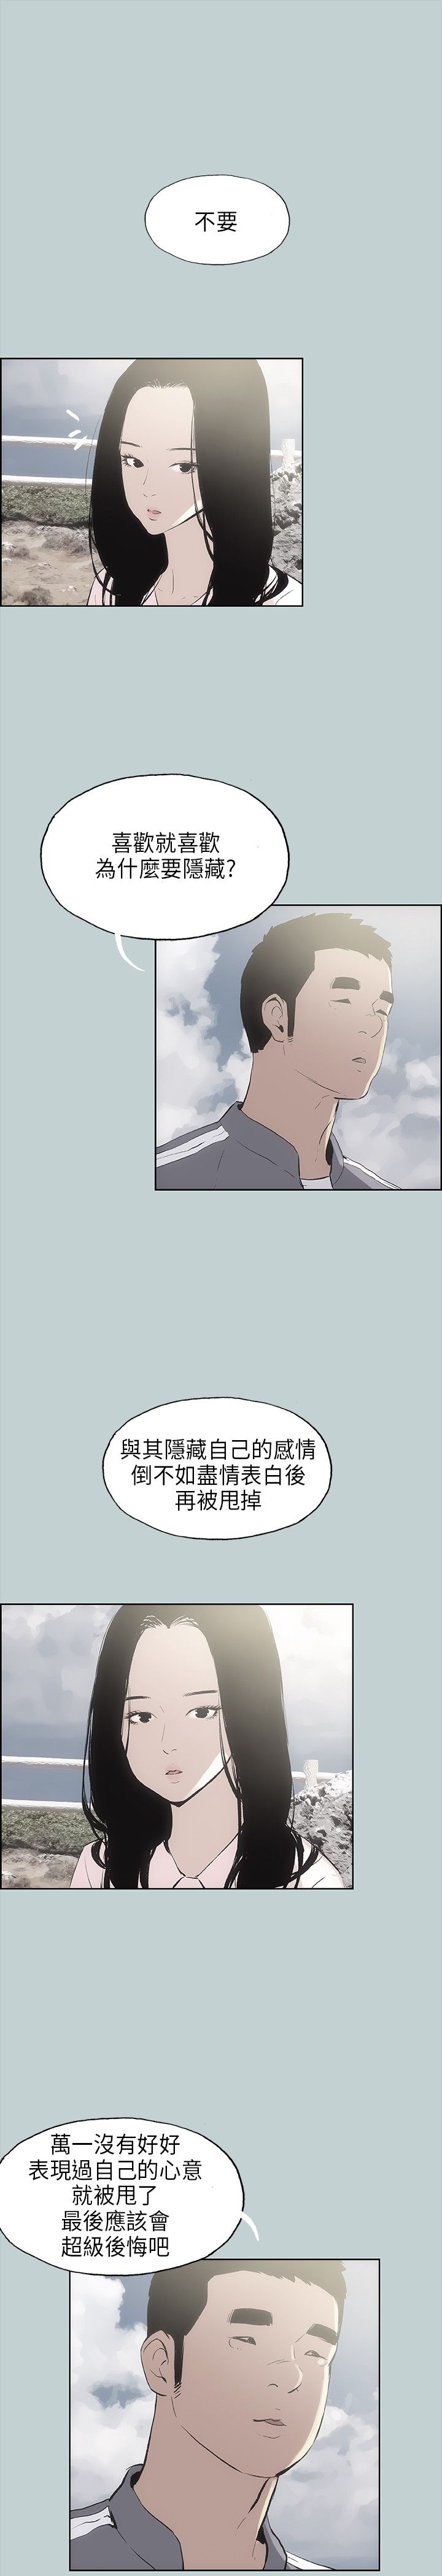 不要
喜歡就喜歡
為什麼要隱藏?
與其隱藏自己的感情
倒不如盡情表白後
再被甩掉
萬一沒有好好
表現過自己的心意
就被甩了
最後應該會
超級後悔吧